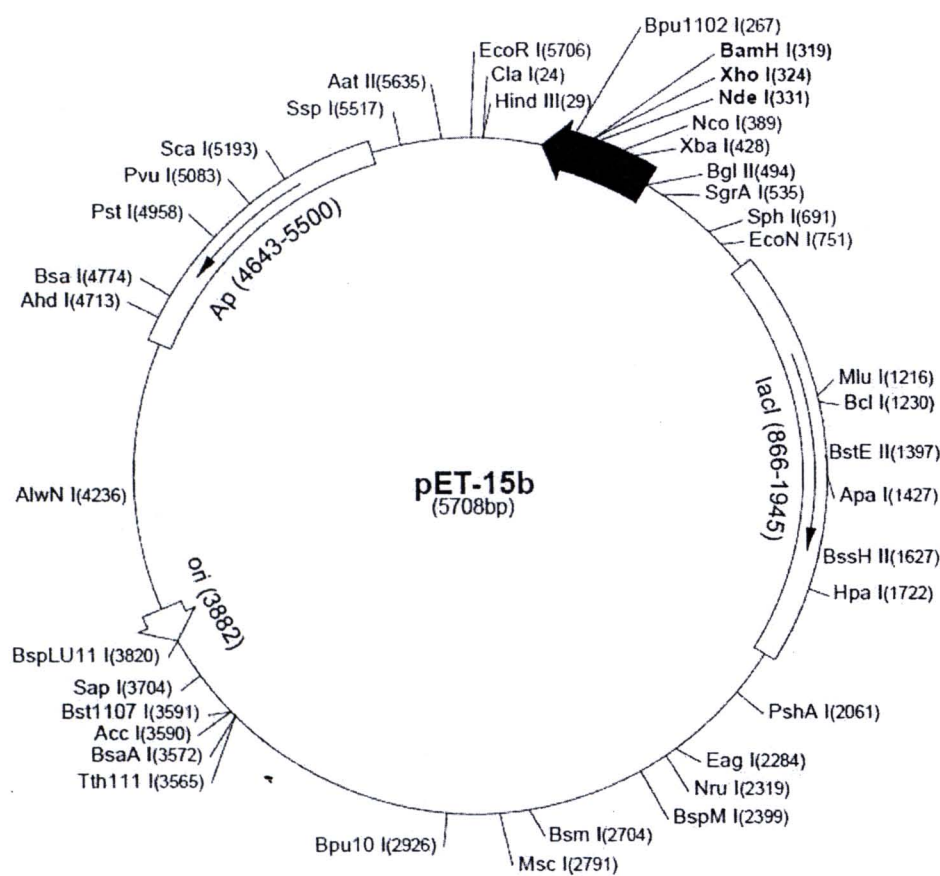 Bpu1102 I(267)
BamH I(319)
Xho I(324)
Nde I(331)
Nco I(389)
Xba I(428)
Bgl II(494)
SgrA I(535)
Sph I(691)
EcoN I(751)
EcoR I(5706)
Cla I(24)
Hind III(29)
Aat II(5635)
Ssp I(5517)
Sca I(5193)
Pvu I(5083)
Pst I(4958)
Bsa I(4774)
Ahd I(4713)
Ap (4643-5500)
lacI (866-1945)
Mlu I(1216)
Bcl I(1230)
BstE II(1397)
Apa I(1427)
BssH II(1627)
Hpa I(1722)
pET-15b
(5708bp)
AlwN I(4236)
ori (3882)
BspLU11 I(3820)
Sap I(3704)
Bst1107 I(3591)
Acc I(3590)
BsaA I(3572)
Tth111 I(3565)
PshA I(2061)
Eag I(2284)
Nru I(2319)
BspM I(2399)
Bsm I(2704)
Msc I(2791)
Bpu10 I(2926)